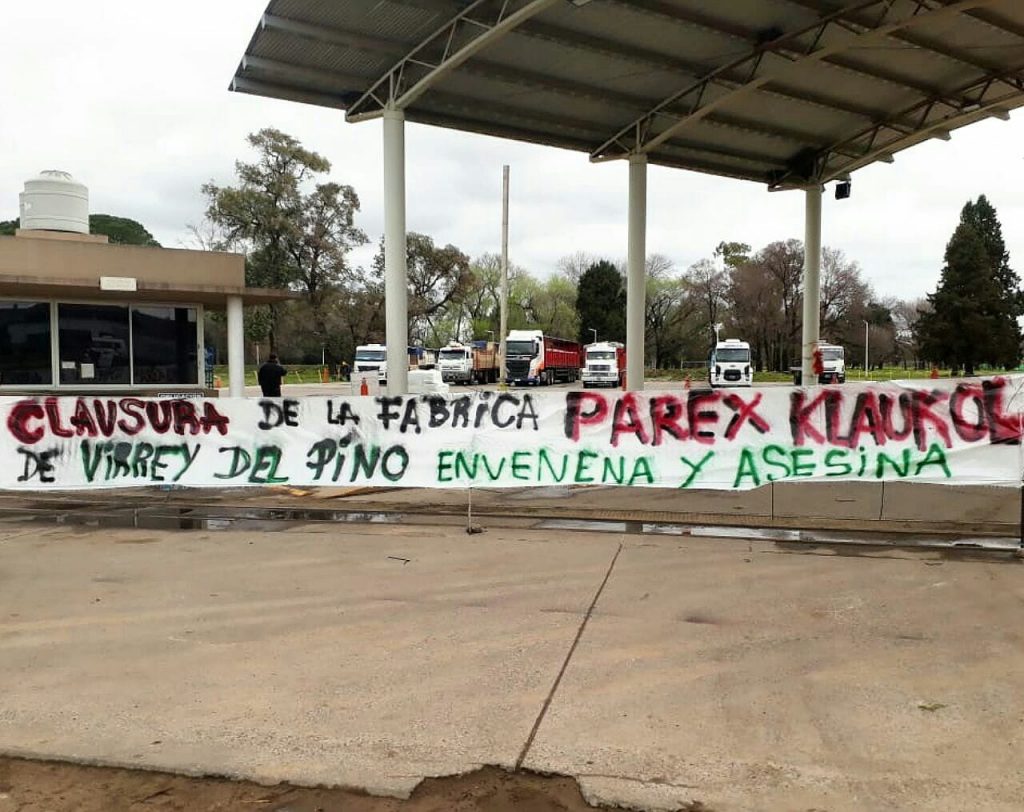 CLAUSURA DE LA FABRiCA PAREX KLAUKOL
DE ViRREY DEL PiNO ENVENENA Y ASESINA